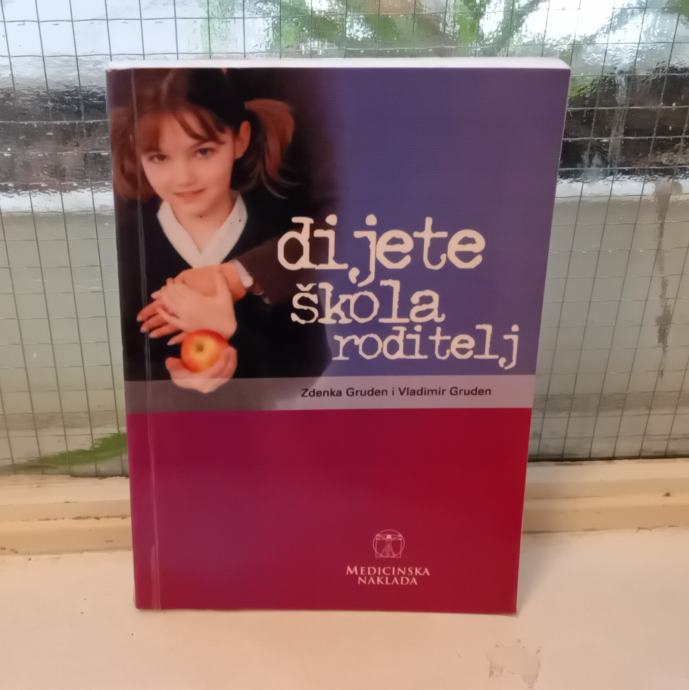 dijete
škola
roditelj
Zdenka Gruden i Vladimir Gruden
MEDICINSKA
NAKLADA